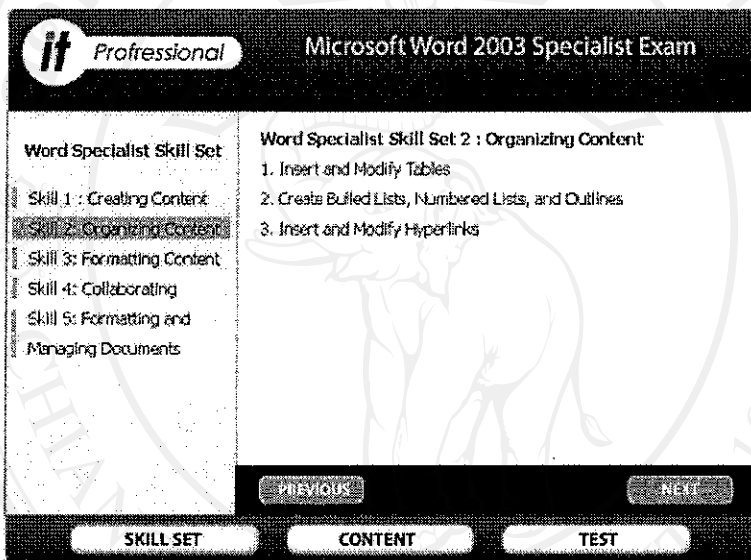 it Professional
Microsoft Word 2003 Specialist Exam
Word Specialist Skill Set
Skill 1 : Creating Content
Skill 2: Organizing Content
Skill 3: Formatting Content
Skill 4: Collaborating
Skill 5: Formatting and
Managing Documents
Word Specialist Skill Set 2 : Organizing Content
1. Insert and Modify Tables
2. Create Bulled Lists, Numbered Lists, and Outlines
3. Insert and Modify Hyperlinks
PREVIOUS
NEXT
SKILL SET
CONTENT
TEST